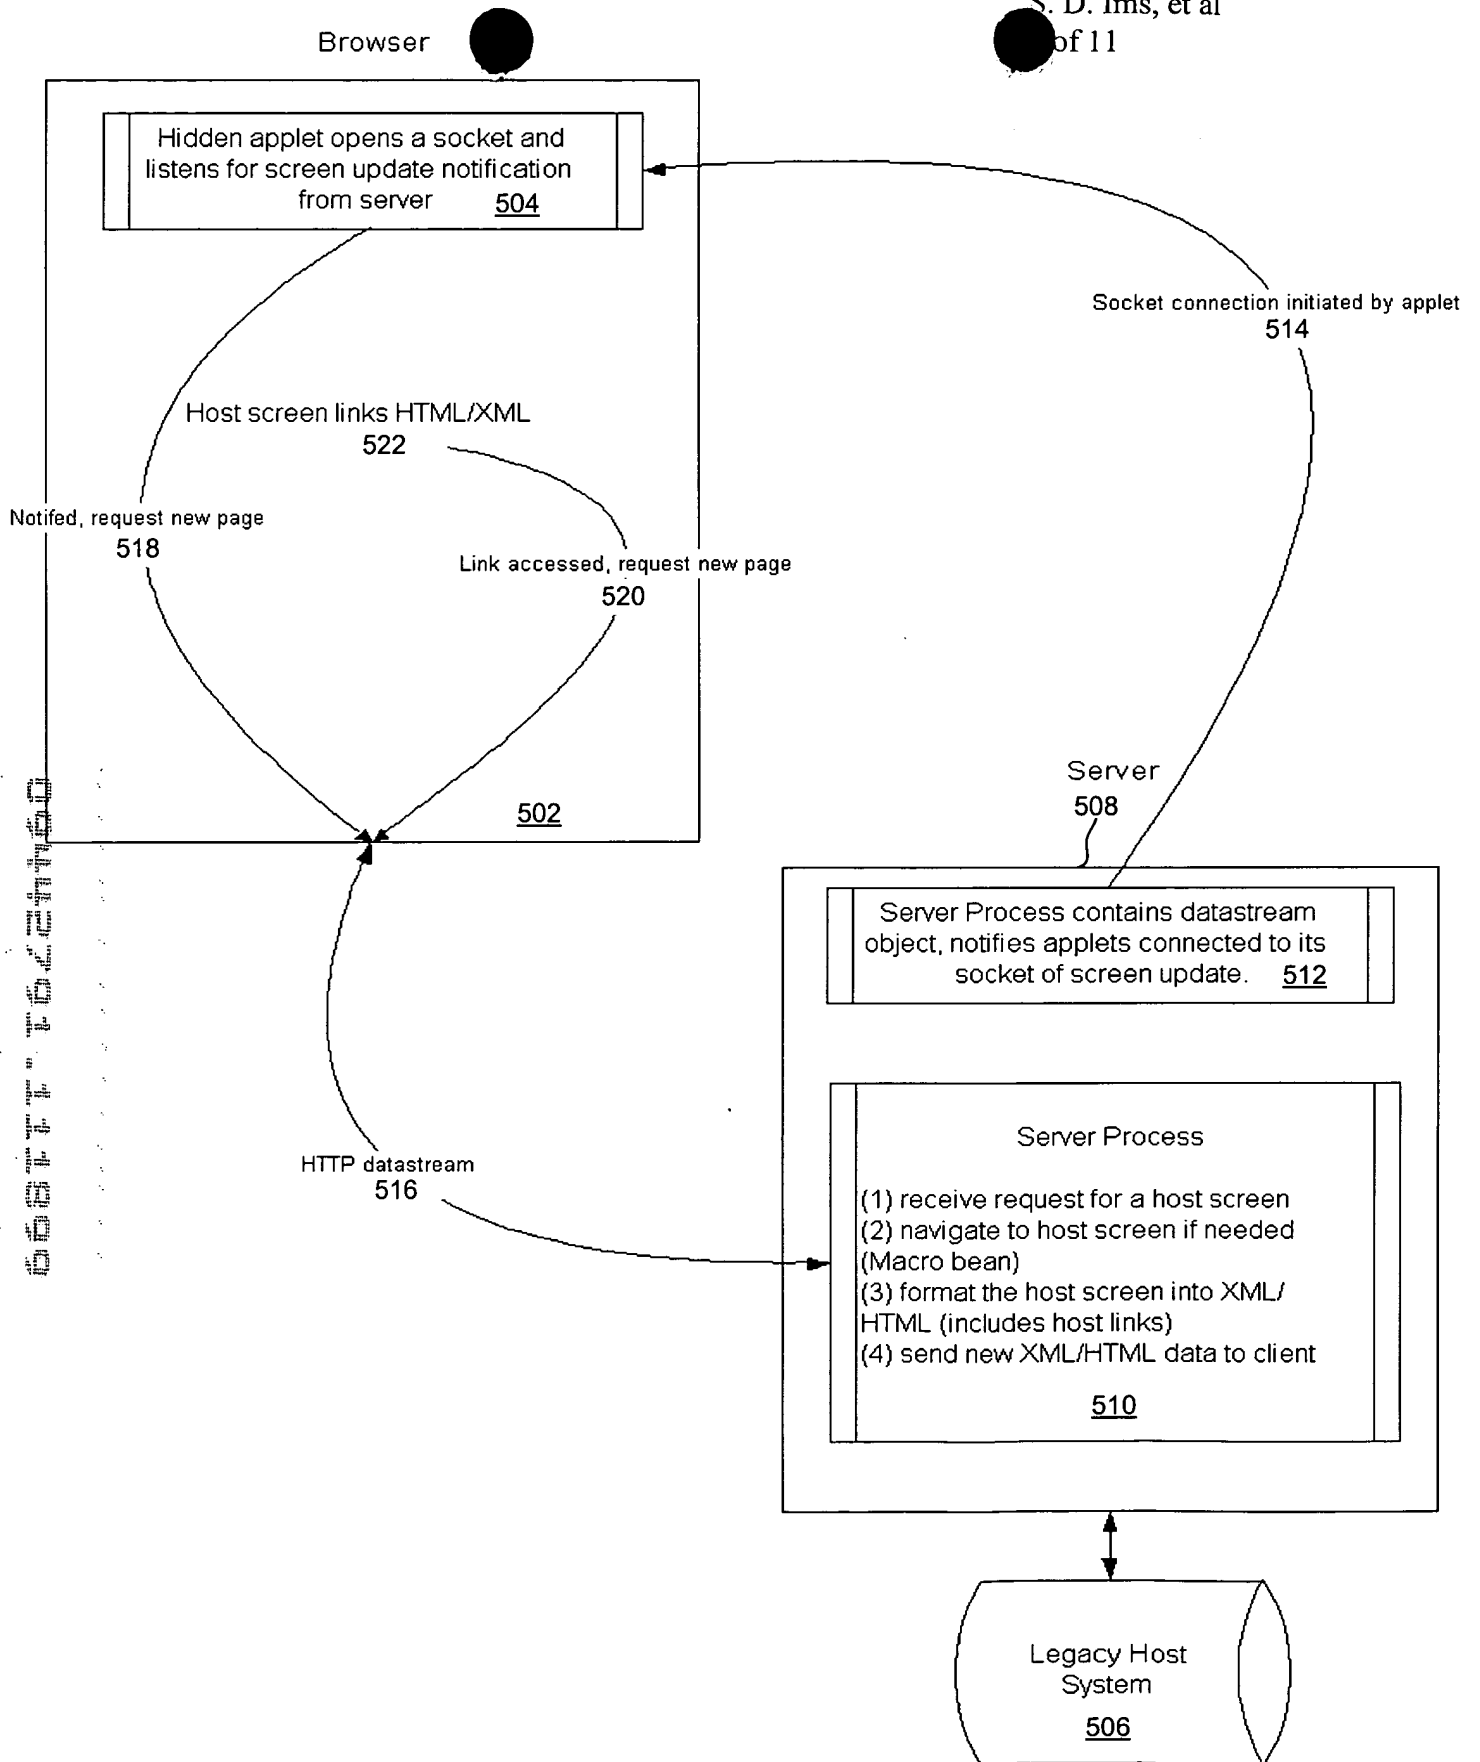 S. D. Ims, et al
of 11
Browser
Hidden applet opens a socket and
listens for screen update notification
from server 504
Socket connection initiated by applet
514
Host screen links HTML/XML
522
Notifed, request new page
518
Link accessed, request new page
520
502
Server
508
Server Process contains datastream
object, notifies applets connected to its
socket of screen update. 512
HTTP datastream
516
Server Process
(1) receive request for a host screen
(2) navigate to host screen if needed
(Macro bean)
(3) format the host screen into XML/
HTML (includes host links)
(4) send new XML/HTML data to client
510
Legacy Host
System
506